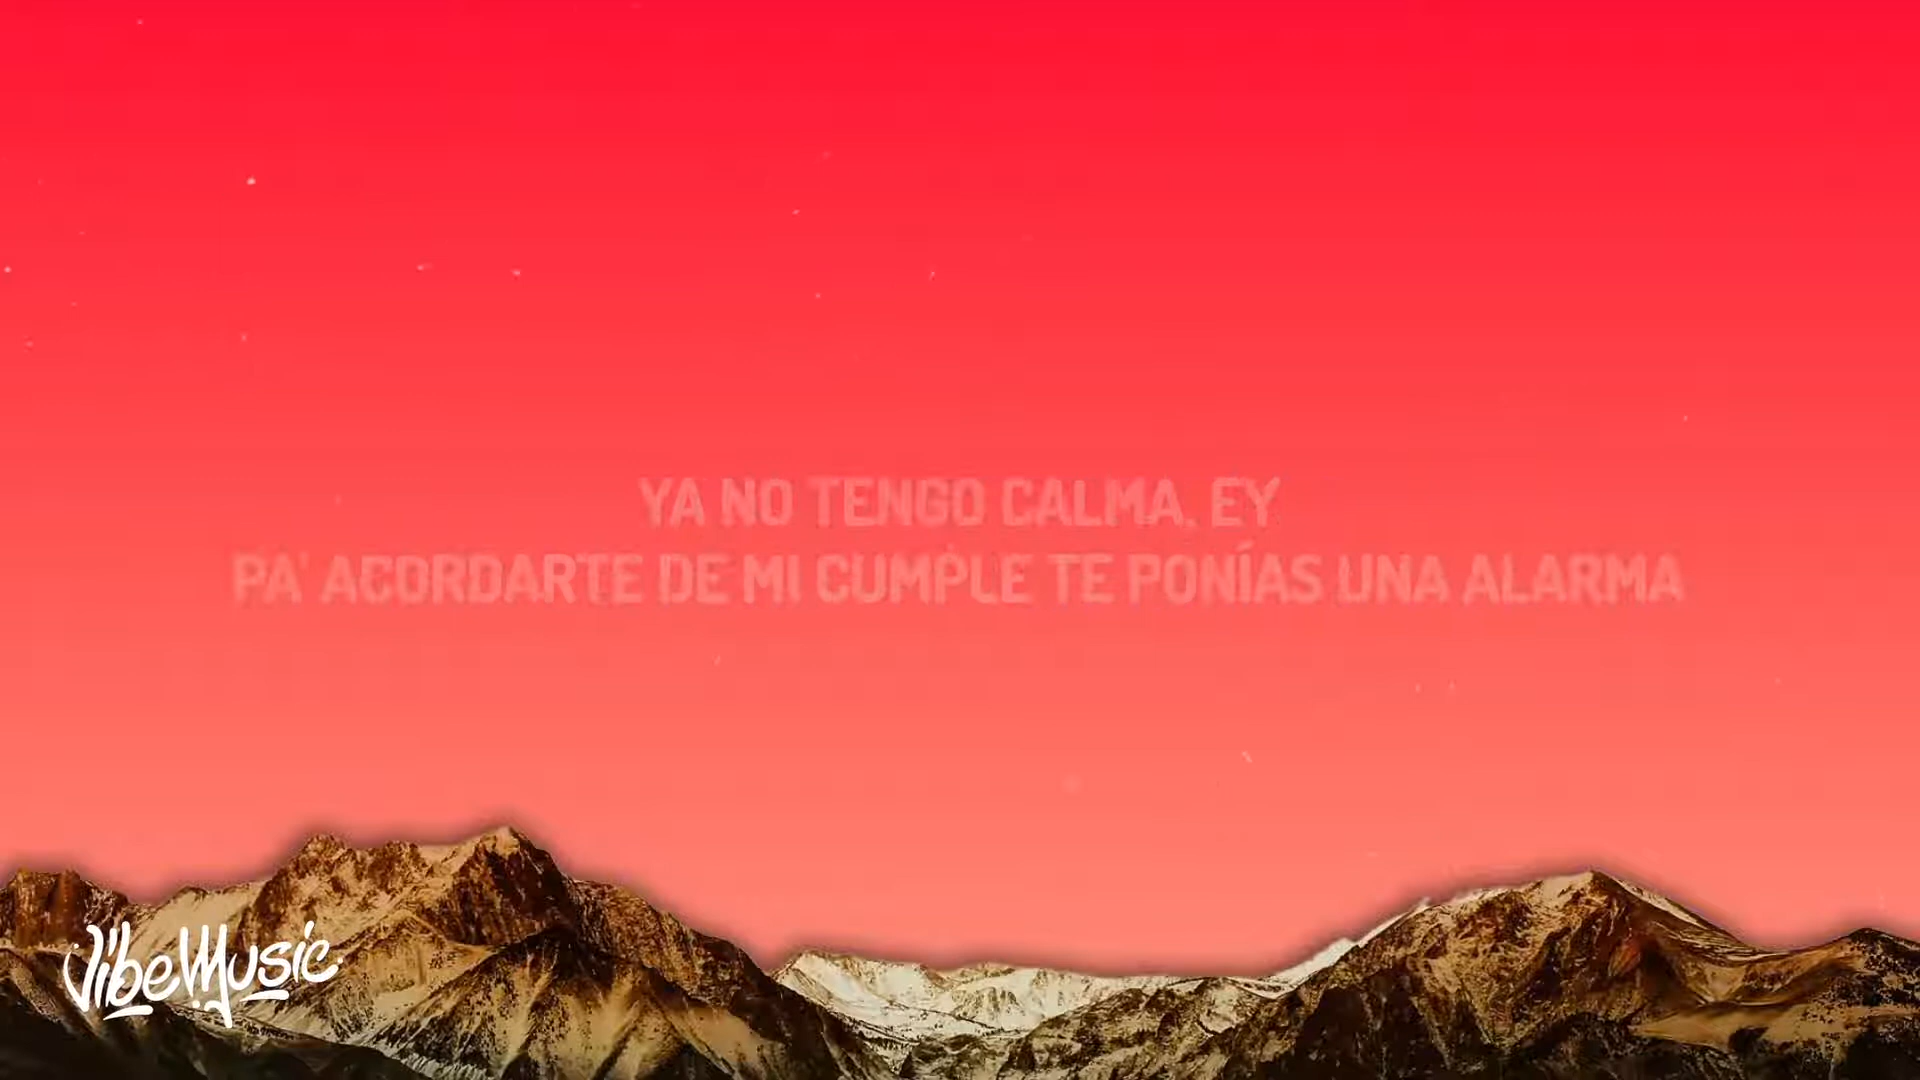 YA NO TENGO CALMA, EY
PA' ACORDARTE DE MI CUMPLE TE PONÍAS UNA ALARMA
VibeMusic